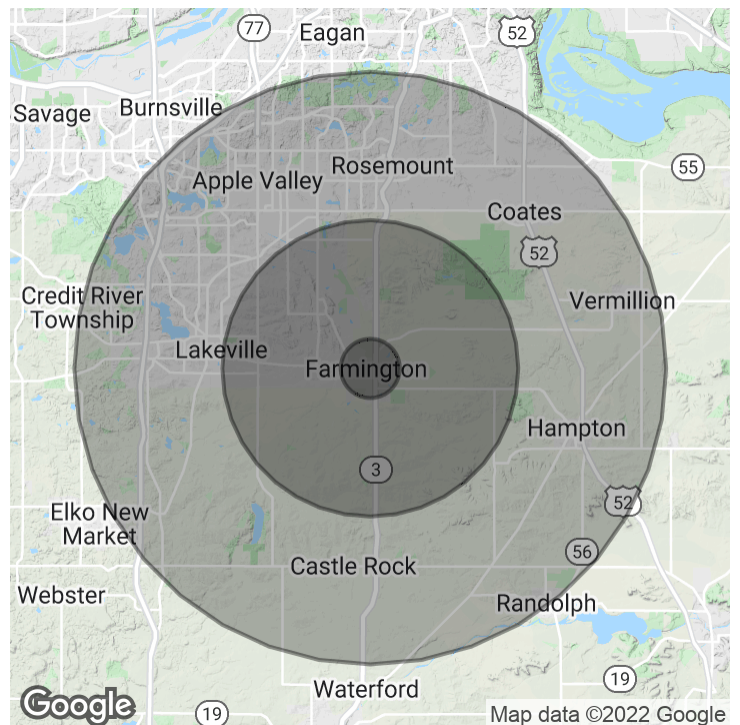 77
Eagan
52
Savage
Burnsville
Rosemount
55
Apple Valley
Coates
52
Credit River
Township
Vermillion
Lakeville
Farmington
Hampton
3
Elko New
Market
52
56
Castle Rock
Webster
Randolph
19
Waterford
Google
19
Map data ©2022 Google